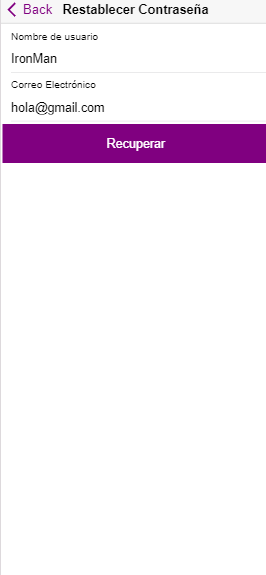 Back Restablecer Contraseña
Nombre de usuario
IronMan
Correo Electrónico
hola@gmail.com
Recuperar